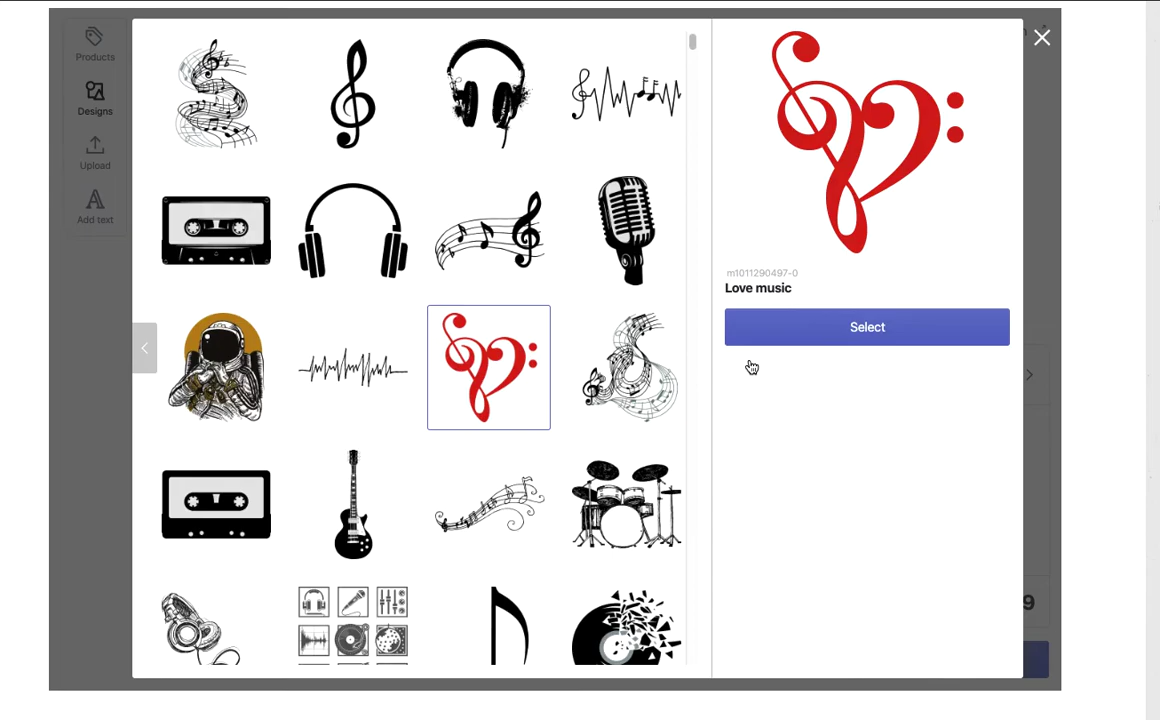 Products
Designs
Upload
Add text
m1011290497-0
Love music
Select
9